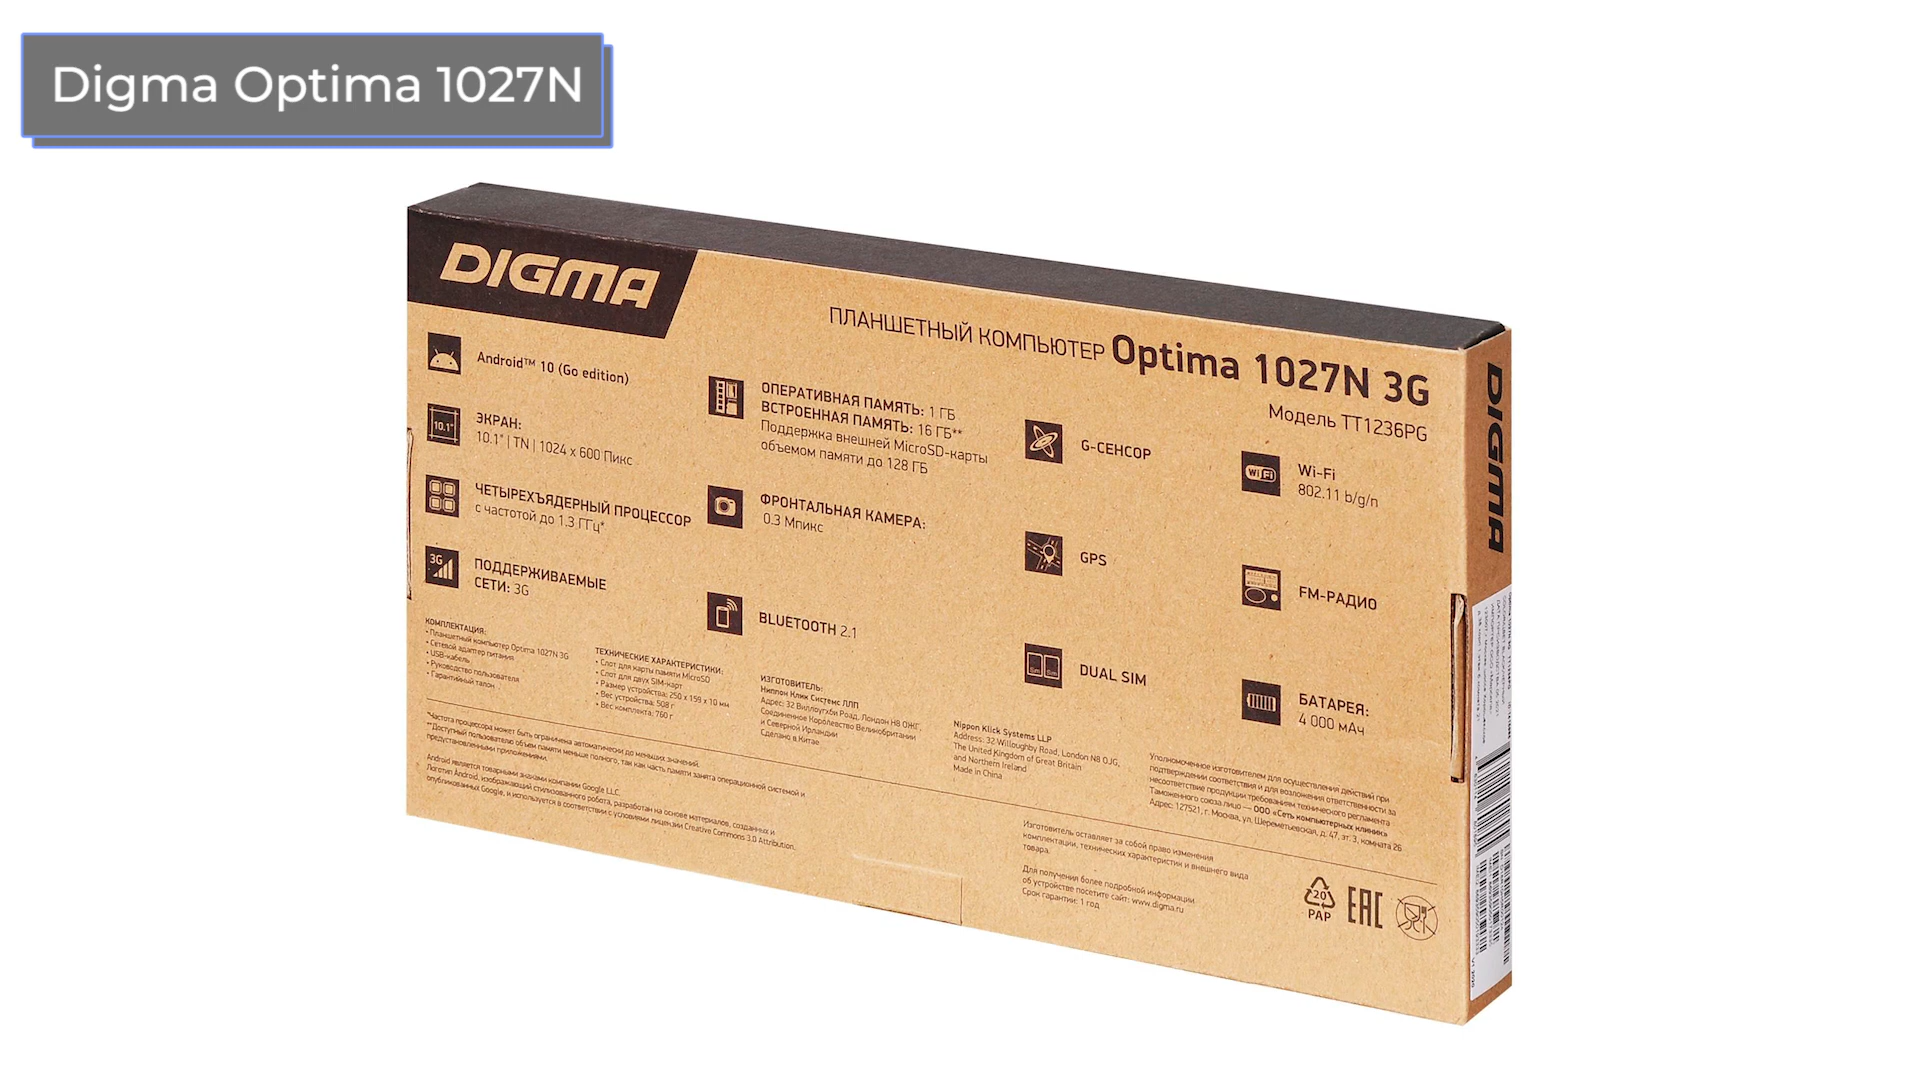 Digma Optima 1027N
DIGMA
ПЛАНШЕТНЫЙ КОМПЬЮТЕР Optima 1027N 3G
Модель TT1236PG
Android™ 10 (Go edition)
10.1"
ЭКРАН:
10.1" | TN | 1024 x 600 Пикс
ЧЕТЫРЕХЪЯДЕРНЫЙ ПРОЦЕССОР
с частотой до 1.3 ГГц*
3G
ПОДДЕРЖИВАЕМЫЕ
СЕТИ: 3G
ОПЕРАТИВНАЯ ПАМЯТЬ: 1 ГБ
ВСТРОЕННАЯ ПАМЯТЬ: 16 ГБ**
Поддержка внешней MicroSD-карты
объемом памяти до 128 ГБ
ФРОНТАЛЬНАЯ КАМЕРА:
0.3 Мпикс
BLUETOOTH 2.1
G-СЕНСОР
GPS
DUAL SIM
Wi Fi
Wi-Fi
802.11 b/g/n
FM-РАДИО
БАТАРЕЯ:
4 000 мАч
КОМПЛЕКТАЦИЯ:
• Планшетный компьютер Optima 1027N 3G
• Сетевой адаптер питания
• USB-кабель
• Руководство пользователя
• Гарантийный талон
ТЕХНИЧЕСКИЕ ХАРАКТЕРИСТИКИ:
• Слот для карты памяти MicroSD
• Слот для двух SIM-карт
• Размер устройства: 250 x 159 x 10 мм
• Вес устройства: 508 г
• Вес комплекта: 760 г
ИЗГОТОВИТЕЛЬ:
Ниппон Клик Системс ЛЛП
Адрес: 32 Виллоугхби Роад, Лондон Н8 ОЖГ,
Соединенное Королевство Великобритании
и Северной Ирландии
Сделано в Китае
Nippon Klick Systems LLP
Address: 32 Willoughby Road, London N8 OJG,
The United Kingdom of Great Britain
and Northern Ireland
Made in China
Уполномоченное изготовителем для осуществления действий при
подтверждении соответствия и для возложения ответственности за
несоответствие продукции требованиям технического регламента
Таможенного союза лицо — ООО «Сеть компьютерных клиник»
Адрес: 127521, г. Москва, ул. Шереметьевская, д. 47, эт. 3, комната 26
*Частота процессора может быть ограничена автоматически до меньших значений.
**Доступный пользователю объем памяти меньше полного, так как часть памяти занята операционной системой и
предустановленными приложениями.
Android является товарными знаками компании Google LLC.
Логотип Android, изображающий стилизованного робота, разработан на основе материалов, созданных и
опубликованных Google, и используется в соответствии с условиями лицензии Creative Commons 3.0 Attribution.
Изготовитель оставляет за собой право изменения
комплектации, технических характеристик и внешнего вида
товара.
Для получения более подробной информации
об устройстве посетите сайт: www.digma.ru
Срок гарантии: 1 год
20
PAP
EAC
DIGMA